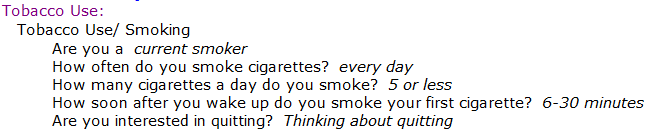 Tobacco Use:
Tobacco Use/ Smoking
Are you a current smoker
How often do you smoke cigarettes? every day
How many cigarettes a day do you smoke? 5 or less
How soon after you wake up do you smoke your first cigarette? 6-30 minutes
Are you interested in quitting? Thinking about quitting